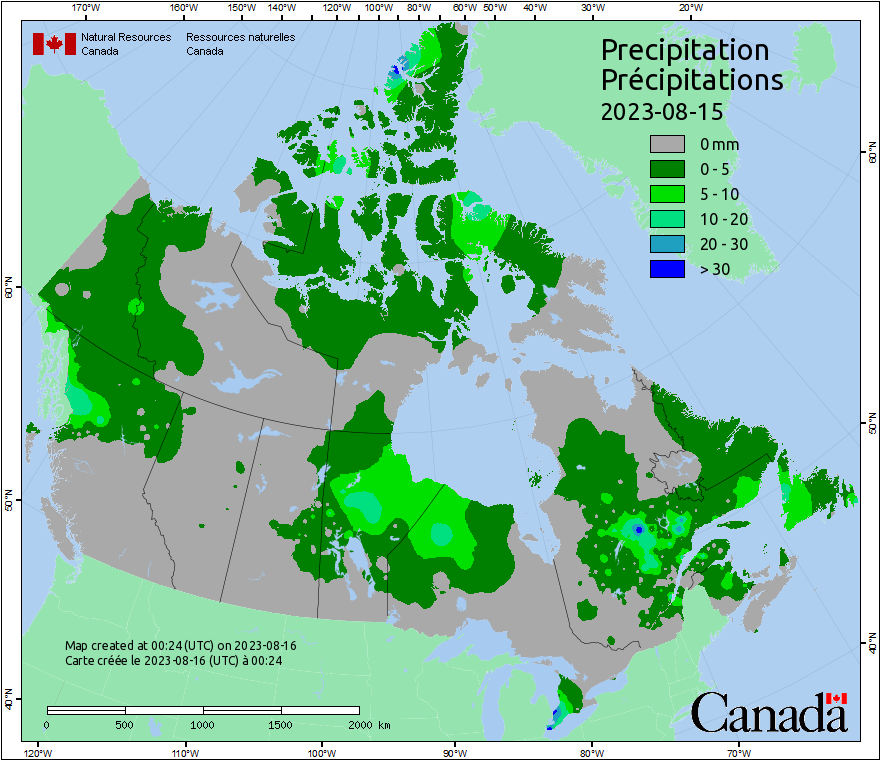 170°W 160°W 150°W 140°W 120°W 100°W 80°W 60°W 50°W 40°W 30°W 20°W
Natural Resources
Canada
Ressources naturelles
Canada
Precipitation
Précipitations
2023-08-15
0 mm
0 - 5
5 - 10
10 - 20
20 - 30
> 30
60°N
60°N
50°N
50°N
40°N
40°N
Map created at 00:24 (UTC) on 2023-08-16
Carte créée le 2023-08-16 (UTC) à 00:24
0 500 1000 1500 2000 km
Canada
120°W 110°W 100°W 90°W 80°W 70°W